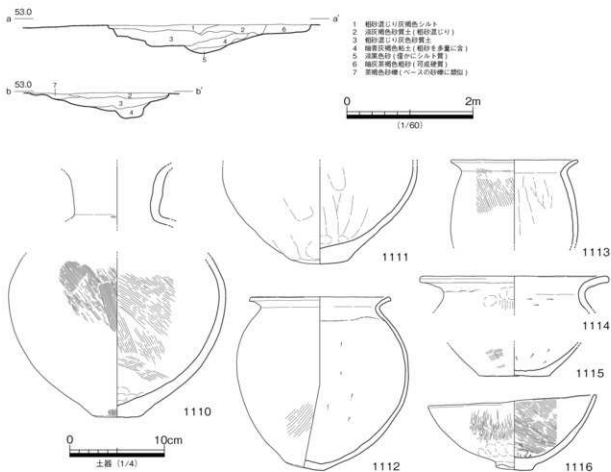 a 53.0 a'
1 2 3 4 5 6
1 粗砂混じり灰褐色シルト
2 淡灰褐色砂質土(粗砂混じり)
3 粗砂混じり灰色砂質土
4 暗青灰褐色粘土(粗砂を多量に含)
5 淡黒色砂(僅かにシルト質)
6 暗灰茶褐色粗砂(可成硬質)
7 茶褐色砂礫(ベースの砂礫に類似)
b 53.0 b'
7 2 3 4
0 2m
(1/60)
1110
1111
1112
1113
1114
1115
1116
0 10cm
土器 (1/4)